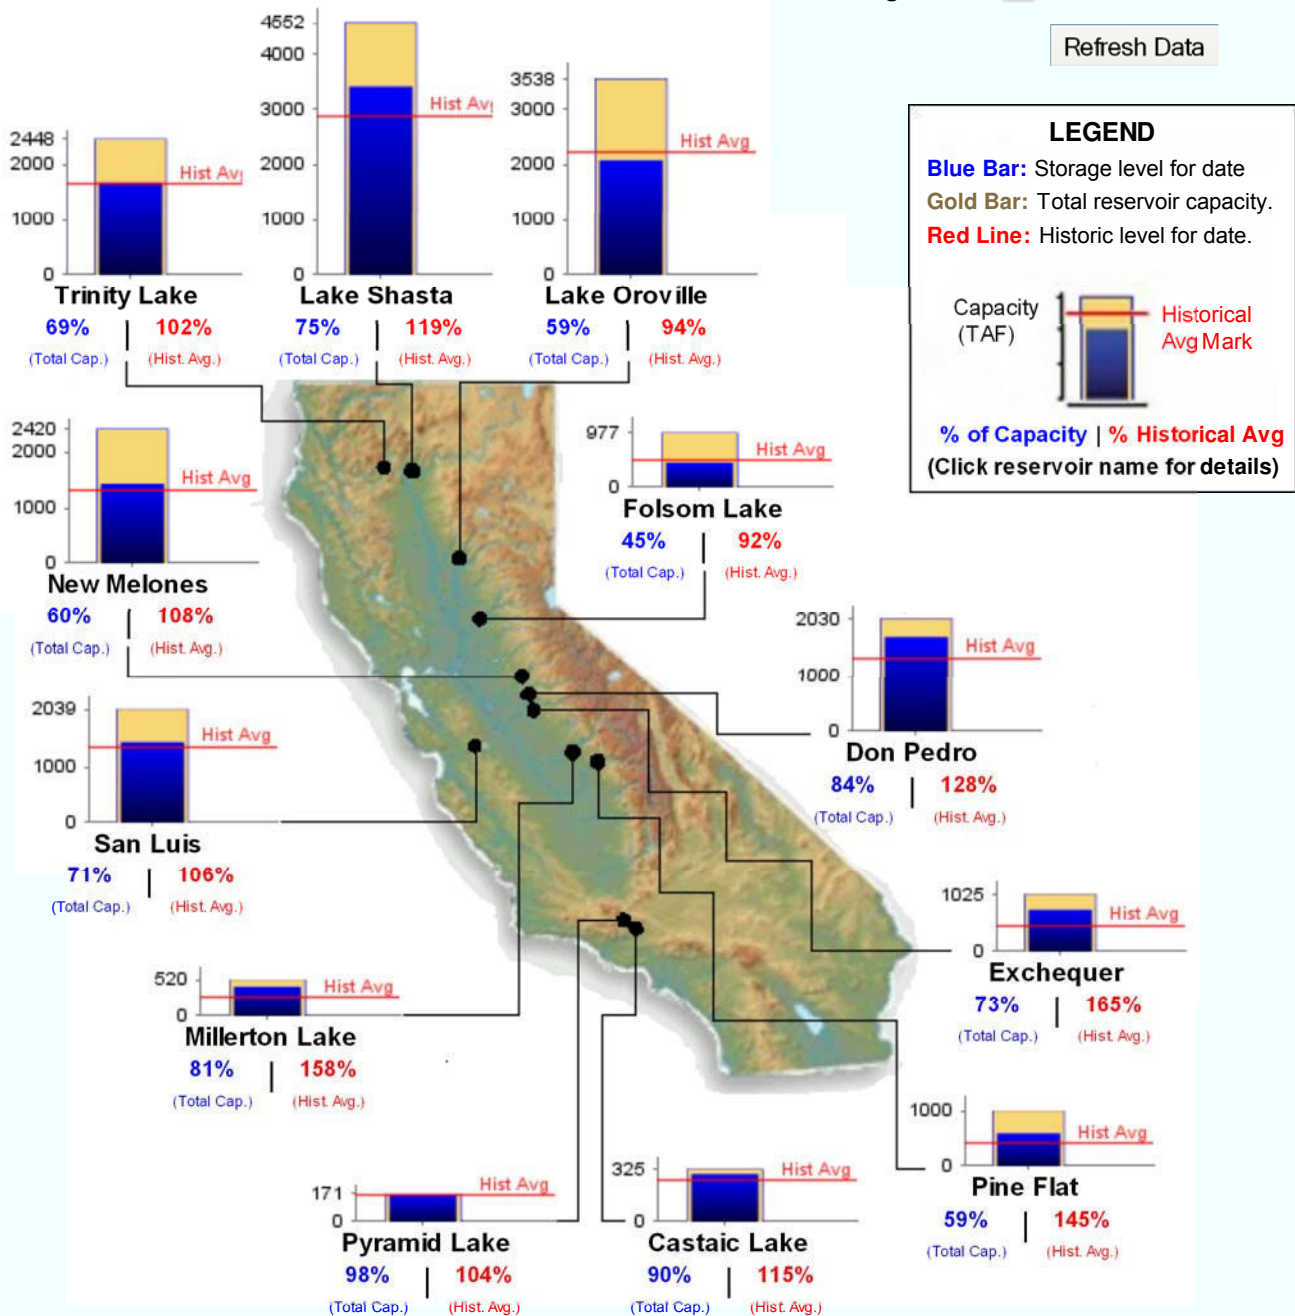 Refresh Data
LEGEND
Blue Bar: Storage level for date
Gold Bar: Total reservoir capacity.
Red Line: Historic level for date.
Capacity
(TAF)
Historical
Avg Mark
% of Capacity | % Historical Avg
(Click reservoir name for details)
2448
2000
1000
0
Hist Avg
Trinity Lake
69% | 102%
(Total Cap.) (Hist. Avg.)
4552
4000
3000
2000
1000
0
Hist Avg
Lake Shasta
75% | 119%
(Total Cap.) (Hist. Avg.)
3538
3000
2000
1000
0
Hist Avg
Lake Oroville
59% | 94%
(Total Cap.) (Hist. Avg.)
2420
2000
1000
0
Hist Avg
New Melones
60% | 108%
(Total Cap.) (Hist. Avg.)
977
0
Hist Avg
Folsom Lake
45% | 92%
(Total Cap.) (Hist. Avg.)
2030
1000
0
Hist Avg
Don Pedro
84% | 128%
(Total Cap.) (Hist. Avg.)
2039
1000
0
Hist Avg
San Luis
71% | 106%
(Total Cap.) (Hist. Avg.)
1025
0
Hist Avg
Exchequer
73% | 165%
(Total Cap.) (Hist. Avg.)
520
0
Hist Avg
Millerton Lake
81% | 158%
(Total Cap.) (Hist. Avg.)
1000
0
Hist Avg
Pine Flat
59% | 145%
(Total Cap.) (Hist. Avg.)
171
0
Hist Avg
Pyramid Lake
98% | 104%
(Total Cap.) (Hist. Avg.)
325
0
Hist Avg
Castaic Lake
90% | 115%
(Total Cap.) (Hist. Avg.)